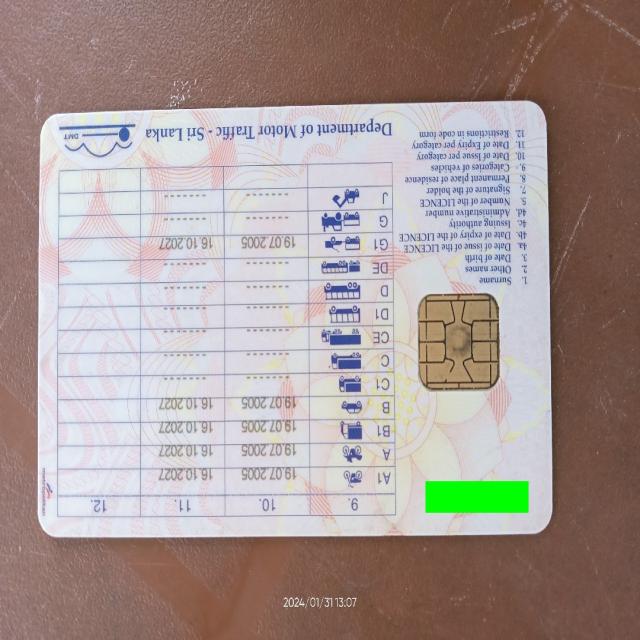 9. 10. 11. 12.
A1 19.07.2005 16.10.2027
A 19.07.2005 16.10.2027
B1 19.07.2005 16.10.2027
B 19.07.2005 16.10.2027
C1 -------- --------
C -------- --------
CE -------- --------
D1 -------- --------
D -------- --------
DE -------- --------
G1 19.07.2005 16.10.2027
G -------- --------
J -------- --------
1. Surname
2. Other names
3. Date of birth
4a. Date of issue of the LICENCE
4b. Date of expiry of the LICENCE
4c. Issuing authority
4d. Administrative number
5. Number of the LICENCE
7. Signature of the holder
8. Permanent place of residence
9. Categories of vehicles
10. Date of Issue per category
11. Date of Expiry per category
12. Restrictions in code form
Department of Motor Traffic - Sri Lanka
DMT
2024/01/31 13:07